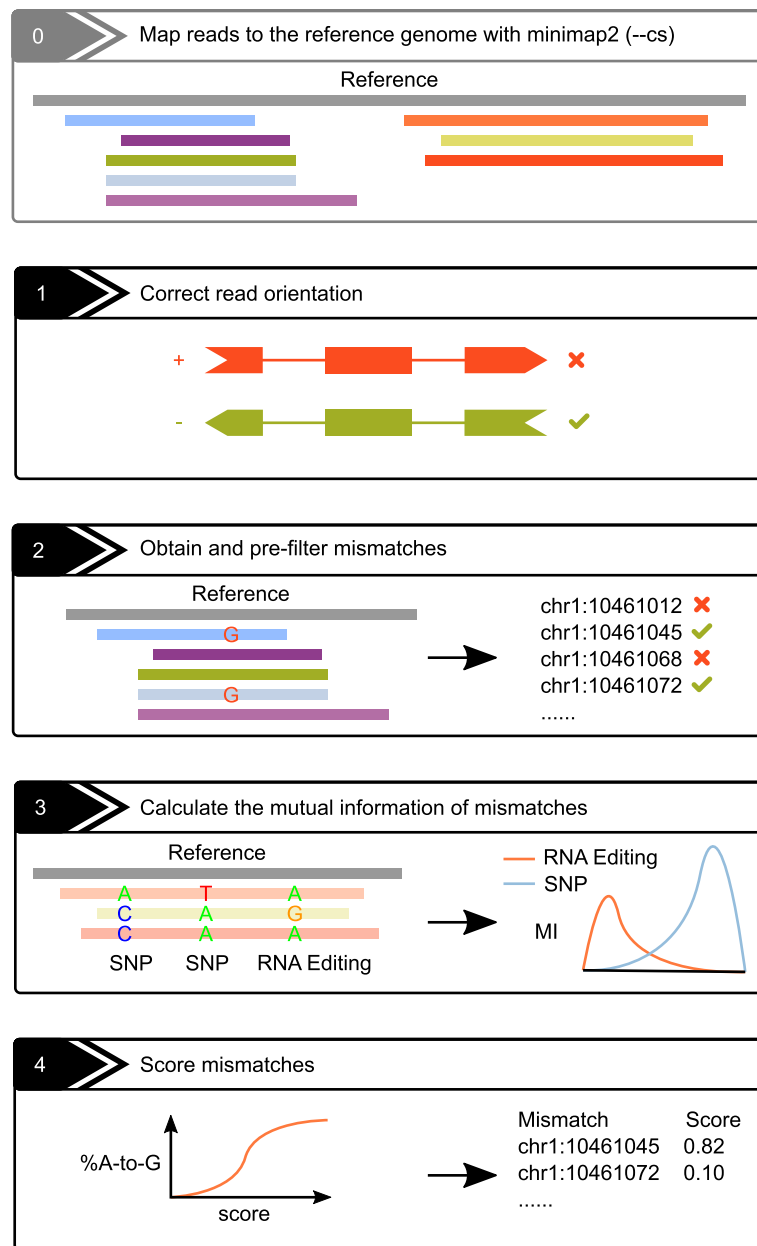 0
Map reads to the reference genome with minimap2 (--cs)
Reference
1
Correct read orientation
+
-
2
Obtain and pre-filter mismatches
Reference
G
G
chr1:10461012
chr1:10461045
chr1:10461068
chr1:10461072
......
3
Calculate the mutual information of mismatches
Reference
A T A
C A G
C A A
SNP SNP RNA Editing
RNA Editing
SNP
MI
4
Score mismatches
%A-to-G
score
Mismatch Score
chr1:10461045 0.82
chr1:10461072 0.10
......